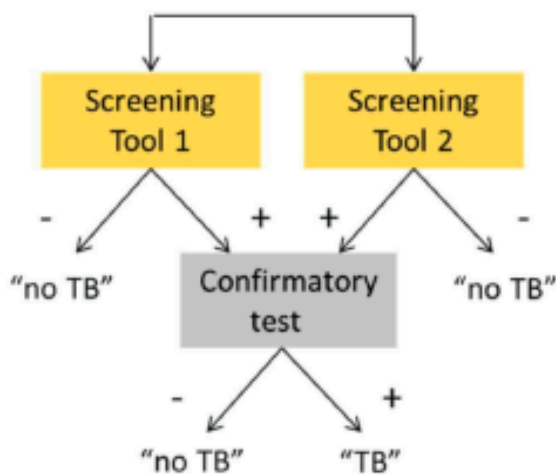 Screening
Tool 1
Screening
Tool 2
-
+
+
-
“no TB”
Confirmatory
test
“no TB”
-
+
“no TB”
“TB”